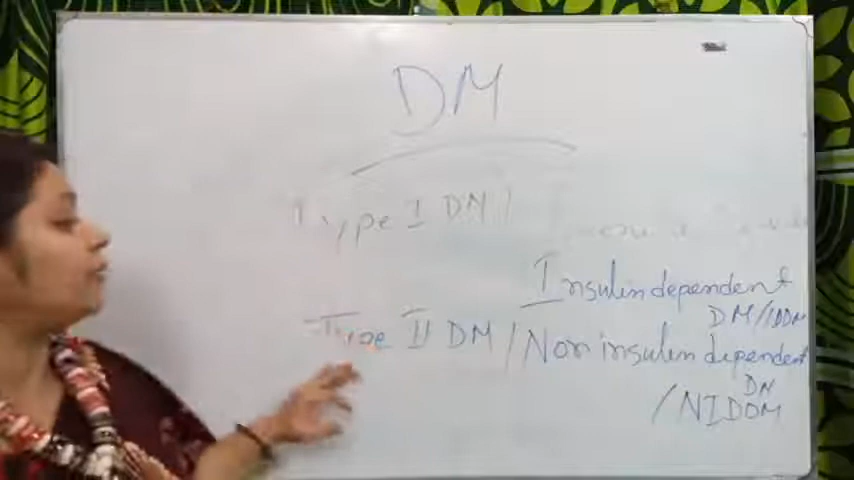 DM
Type I DM /
Insulin dependent
DM/IDDM
Type II DM / Non insulin dependent
DM
/ NIDDM